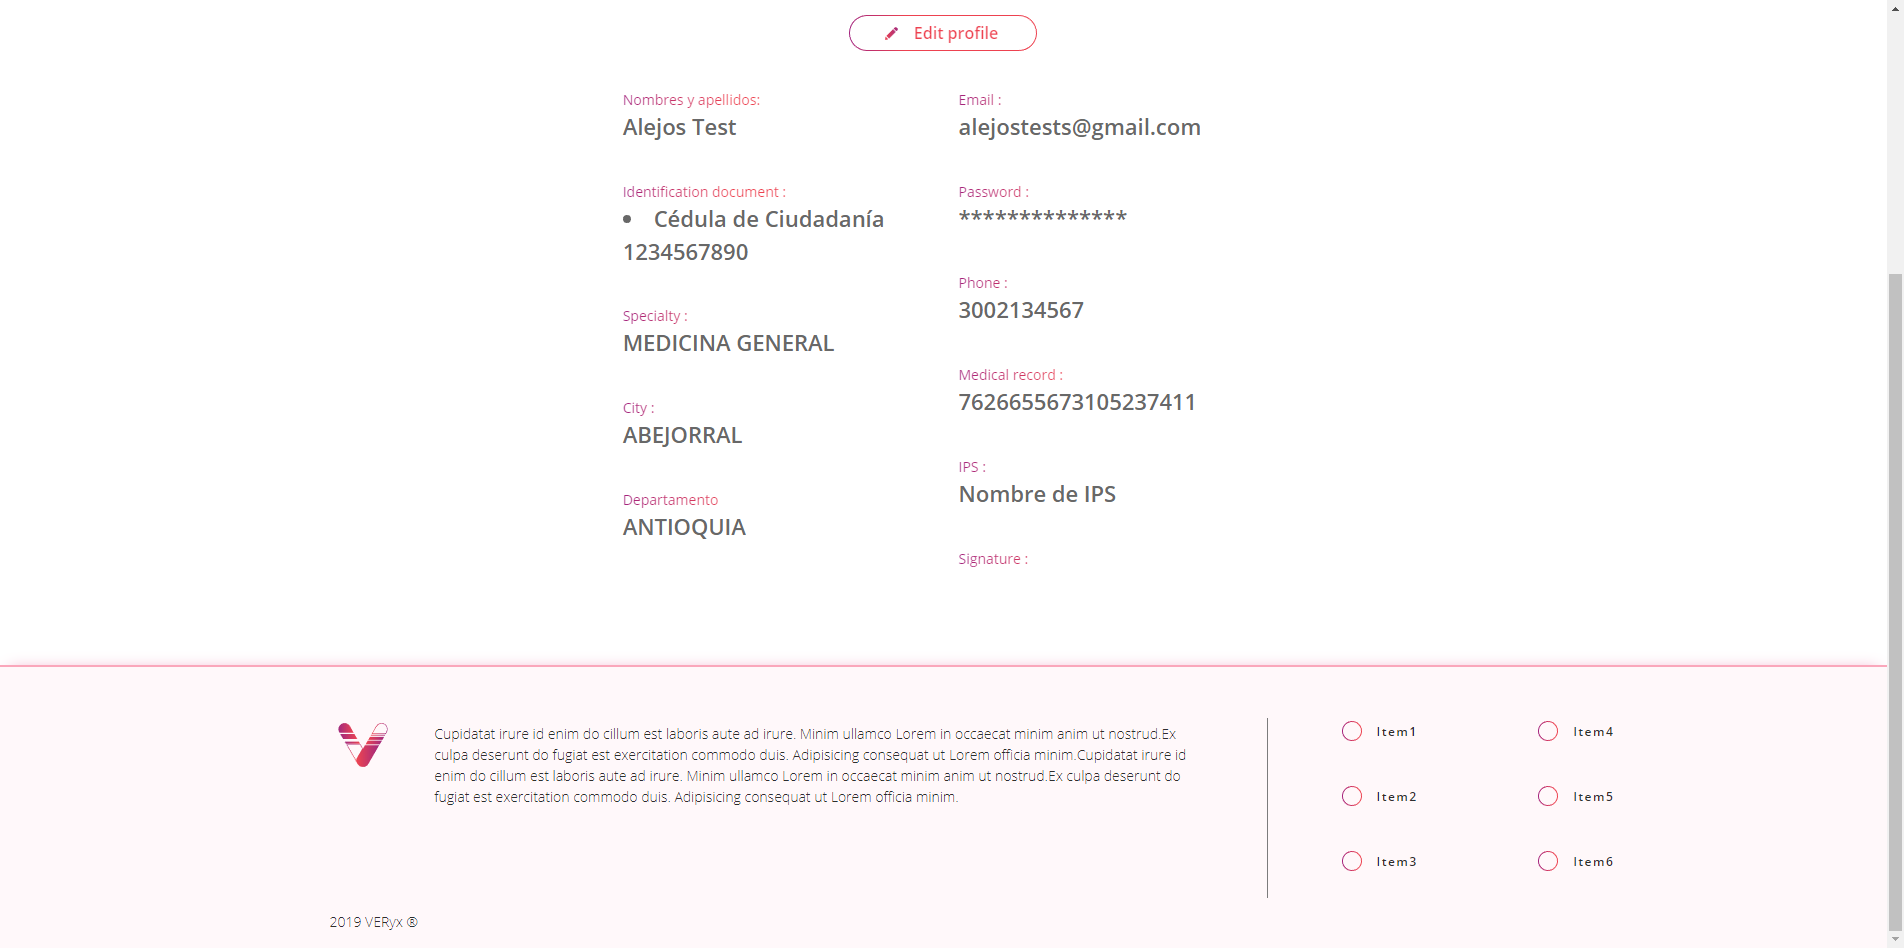 Edit profile
Nombres y apellidos:
Alejos Test
Identification document :
• Cédula de Ciudadanía
1234567890
Specialty :
MEDICINA GENERAL
City :
ABEJORRAL
Departamento
ANTIOQUIA
Email :
alejostests@gmail.com
Password :
**************
Phone :
3002134567
Medical record :
7626655673105237411
IPS :
Nombre de IPS
Signature :
Cupidatat irure id enim do cillum est laboris aute ad irure. Minim ullamco Lorem in occaecat minim anim ut nostrud.Ex
culpa deserunt do fugiat est exercitation commodo duis. Adipisicing consequat ut Lorem officia minim.Cupidatat irure id
enim do cillum est laboris aute ad irure. Minim ullamco Lorem in occaecat minim anim ut nostrud.Ex culpa deserunt do
fugiat est exercitation commodo duis. Adipisicing consequat ut Lorem officia minim.
Item1
Item2
Item3
Item4
Item5
Item6
2019 VERyx ®